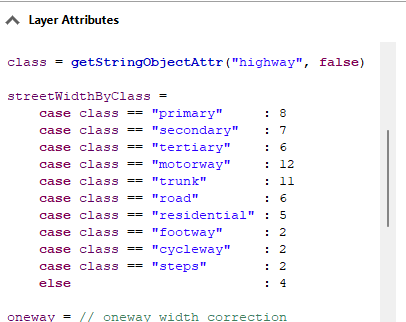 Layer Attributes
class = getStringObjectAttr("highway", false)
streetWidthByClass =
case class == "primary" : 8
case class == "secondary" : 7
case class == "tertiary" : 6
case class == "motorway" : 12
case class == "trunk" : 11
case class == "road" : 6
case class == "residential" : 5
case class == "footway" : 2
case class == "cycleway" : 2
case class == "steps" : 2
else : 4
oneway = // oneway width correction